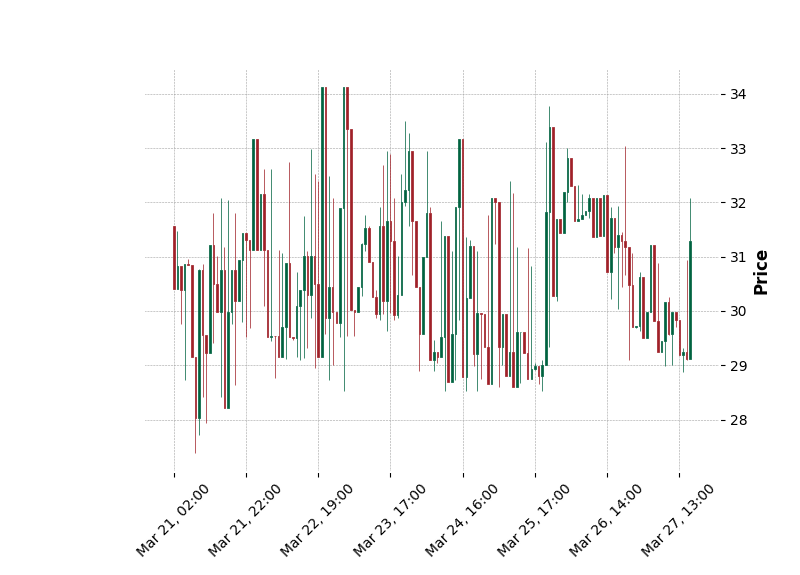 34
33
32
31
30
29
28
Price
Mar 21, 02:00
Mar 21, 22:00
Mar 22, 19:00
Mar 23, 17:00
Mar 24, 16:00
Mar 25, 17:00
Mar 26, 14:00
Mar 27, 13:00